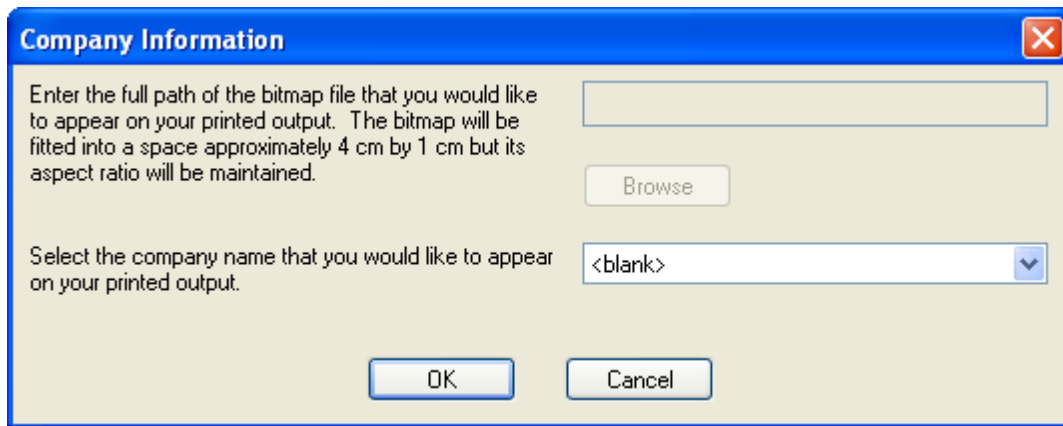 Company Information
Enter the full path of the bitmap file that you would like
to appear on your printed output.  The bitmap will be
fitted into a space approximately 4 cm by 1 cm but its
aspect ratio will be maintained.
Browse
Select the company name that you would like to appear
on your printed output.
<blank>
OK
Cancel